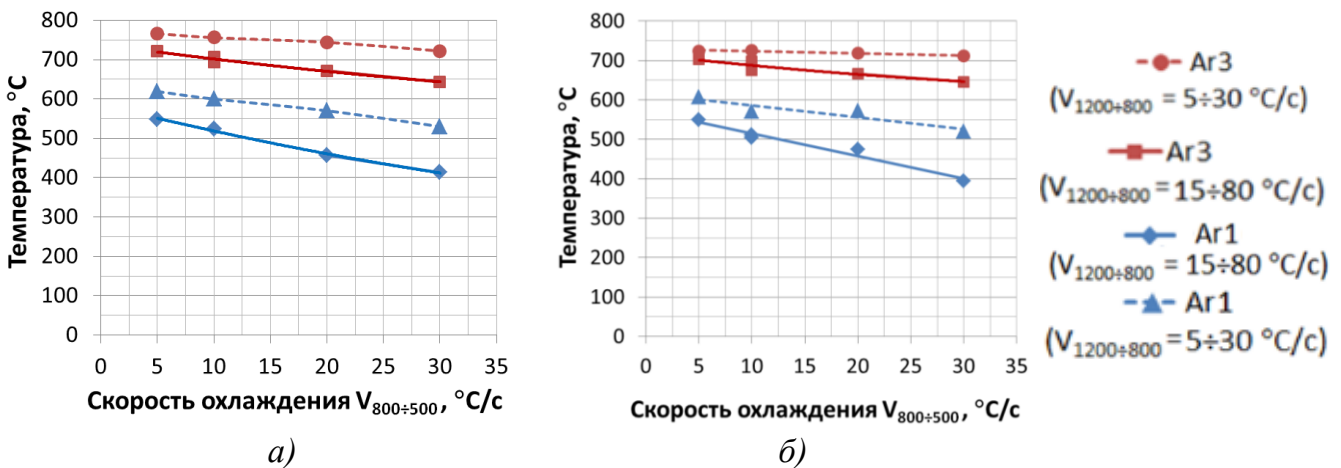 800
700
600
500
400
300
200
100
0
Температура, °С
0 5 10 15 20 25 30 35
Скорость охлаждения V800÷500, °С/с
а)
800
700
600
500
400
300
200
100
0
Температура, °С
0 5 10 15 20 25 30 35
Скорость охлаждения V800÷500, °С/с
б)
Ar3
(V1200÷800 = 5÷30 °С/с)
Ar3
(V1200÷800 = 15÷80 °С/с)
Ar1
(V1200÷800 = 15÷80 °С/с)
Ar1
(V1200÷800 = 5÷30 °С/с)